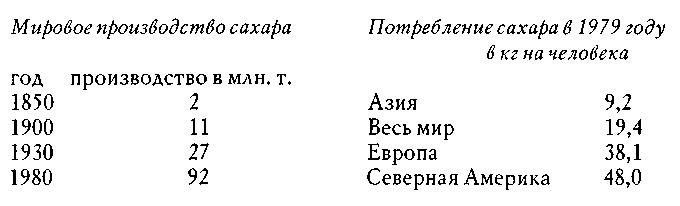 Мировое производство сахара
год производство в млн. т.
1850 2
1900 11
1930 27
1980 92
Потребление сахара в 1979 году
в кг на человека
Азия 9,2
Весь мир 19,4
Европа 38,1
Северная Америка 48,0